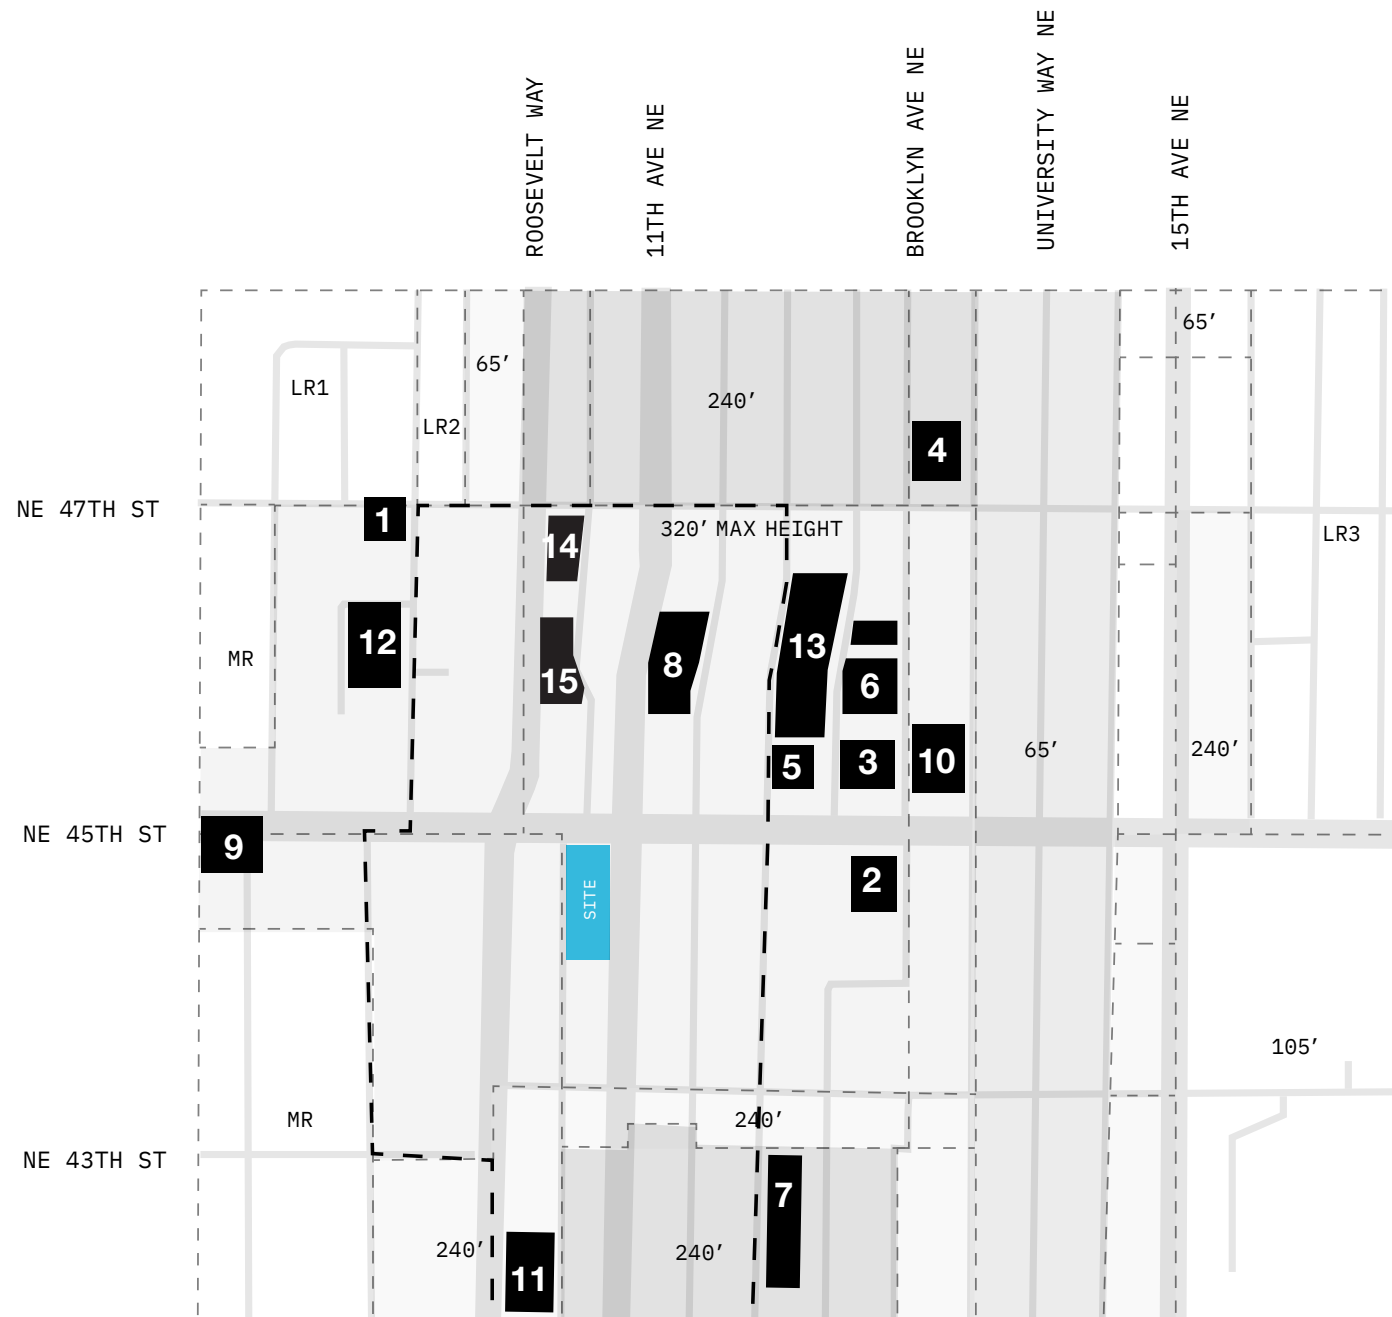 ROOSEVELT WAY
11TH AVE NE
BROOKLYN AVE NE
UNIVERSITY WAY NE
15TH AVE NE
65′
65′
LR1
240′
LR2
4
NE 47TH ST
1
320′ MAX HEIGHT
LR3
14
12
13
MR
8
15
6
65′
240′
5
3
10
NE 45TH ST
9
2
SITE
105′
MR
240′
NE 43TH ST
7
240′
240′
11